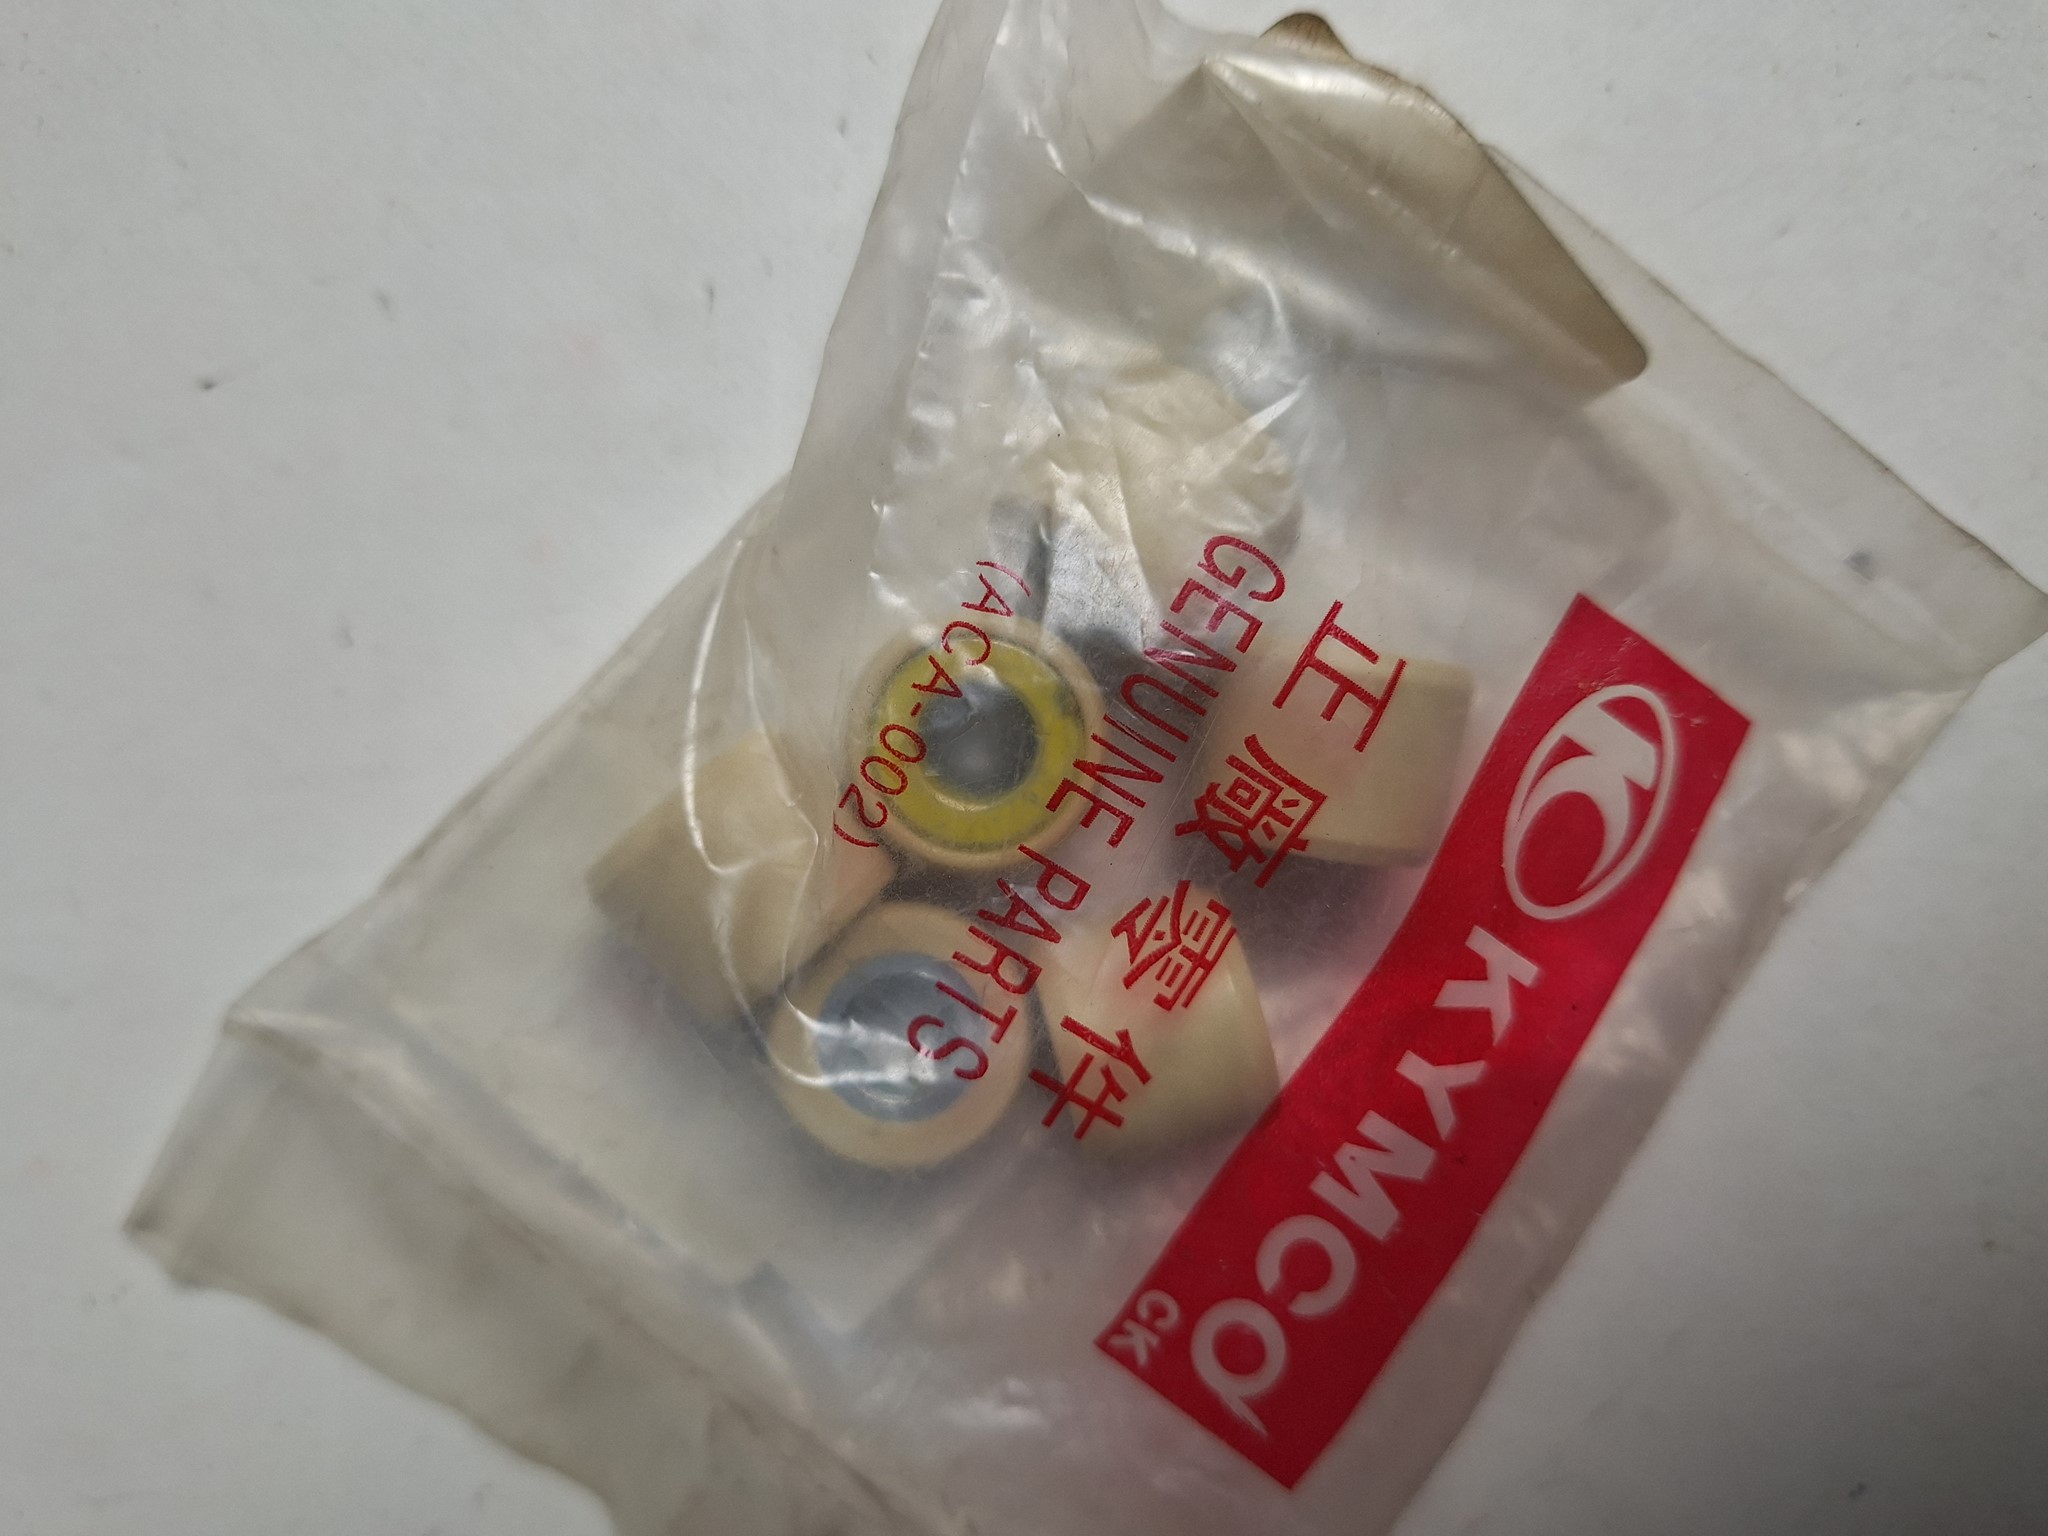 KYMCO
CK
正廠零件
GENUINE PARTS
(ACA-002)